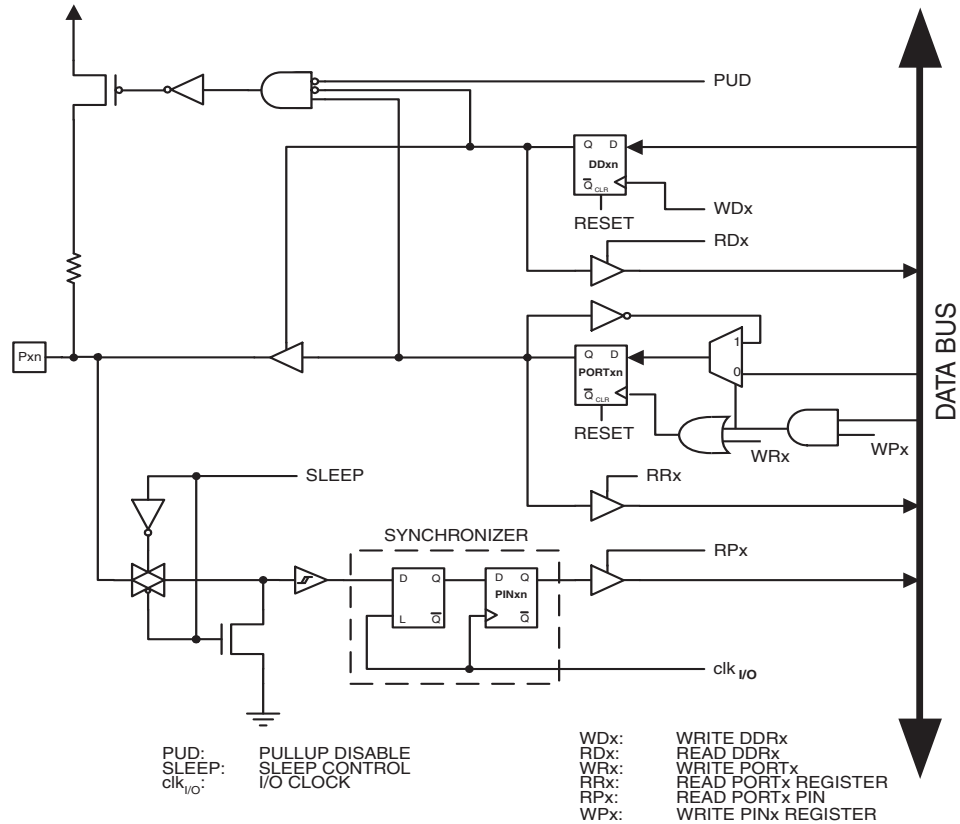 PUD
Q D
DDxn
Q CLR
WDx
RESET
RDx
Pxn
1
Q D
PORTxn
0
Q CLR
RESET
WRx
WPx
DATA BUS
SLEEP
RRx
SYNCHRONIZER
RPx
D Q
D Q
PINxn
L Q
Q
clk I/O
PUD: PULLUP DISABLE
SLEEP: SLEEP CONTROL
clkI/O: I/O CLOCK
WDx: WRITE DDRx
RDx: READ DDRx
WRx: WRITE PORTx
RRx: READ PORTx REGISTER
RPx: READ PORTx PIN
WPx: WRITE PINx REGISTER